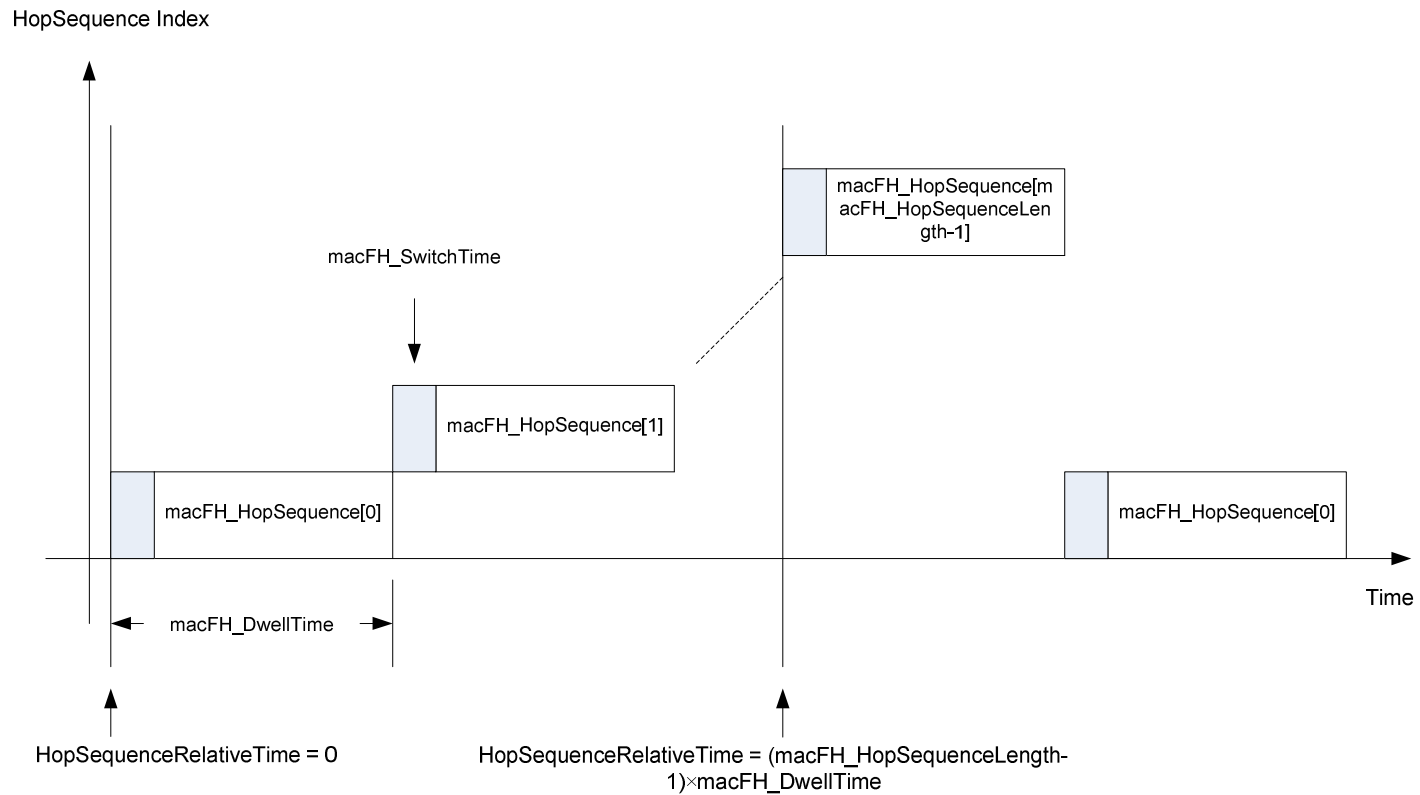 HopSequence Index
macFH_HopSequence[m
acFH_HopSequenceLen
gth-1]
macFH_SwitchTime
macFH_HopSequence[1]
macFH_HopSequence[0]
macFH_HopSequence[0]
Time
macFH_DwellTime
HopSequenceRelativeTime = 0
HopSequenceRelativeTime = (macFH_HopSequenceLength-
1)×macFH_DwellTime